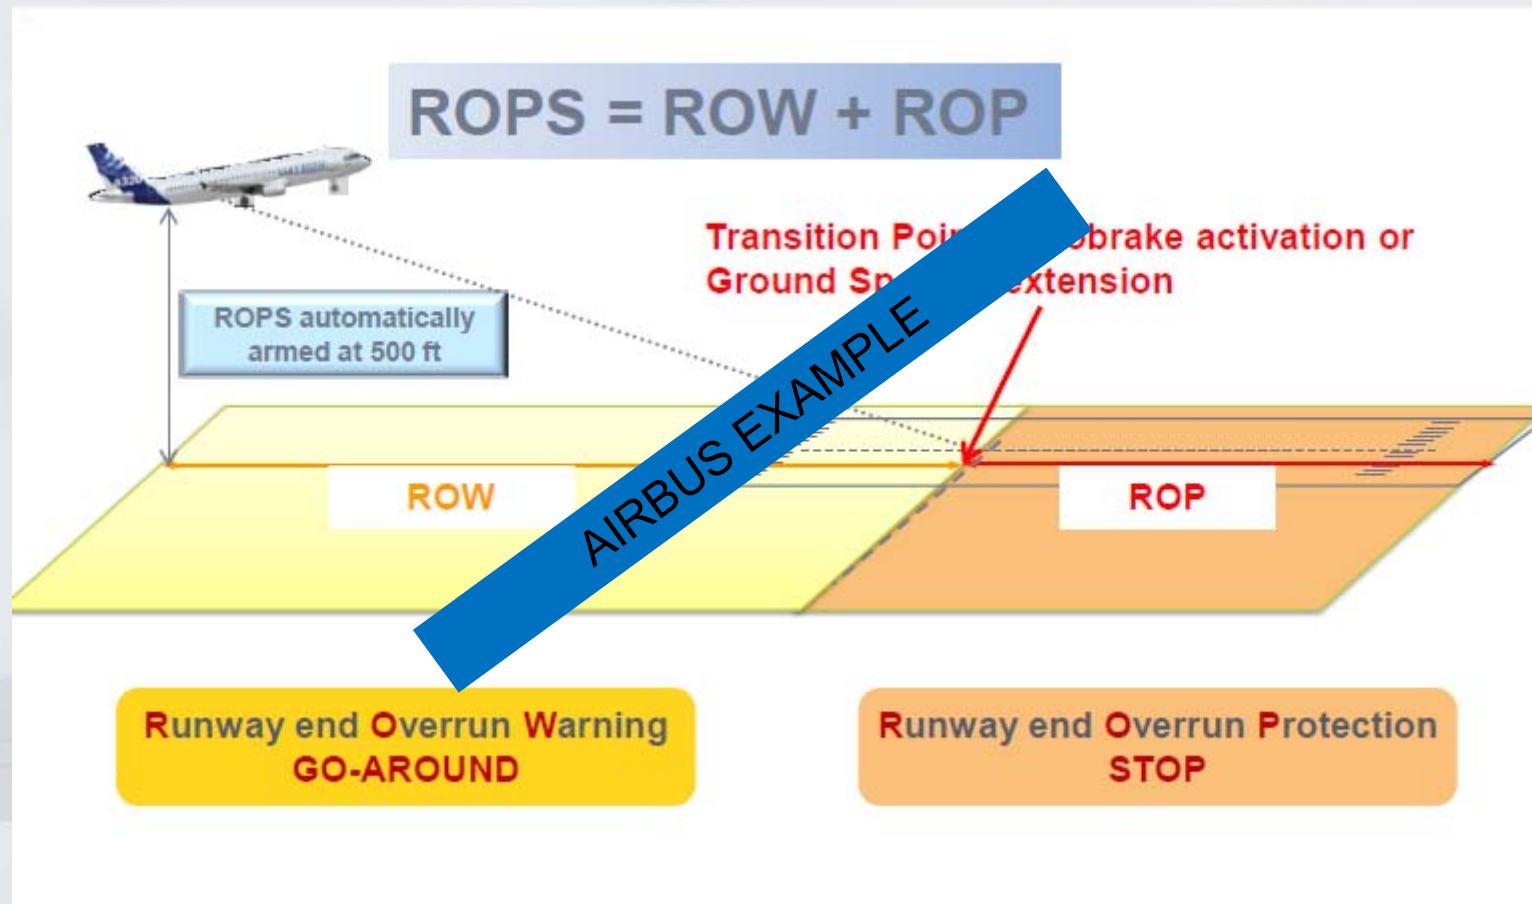 ROPS = ROW + ROP
Transition Poi brake activation or
Ground Sp extension
ROPS automatically
armed at 500 ft
AIRBUS EXAMPLE
ROW
ROP
Runway end Overrun Warning
GO-AROUND
Runway end Overrun Protection
STOP